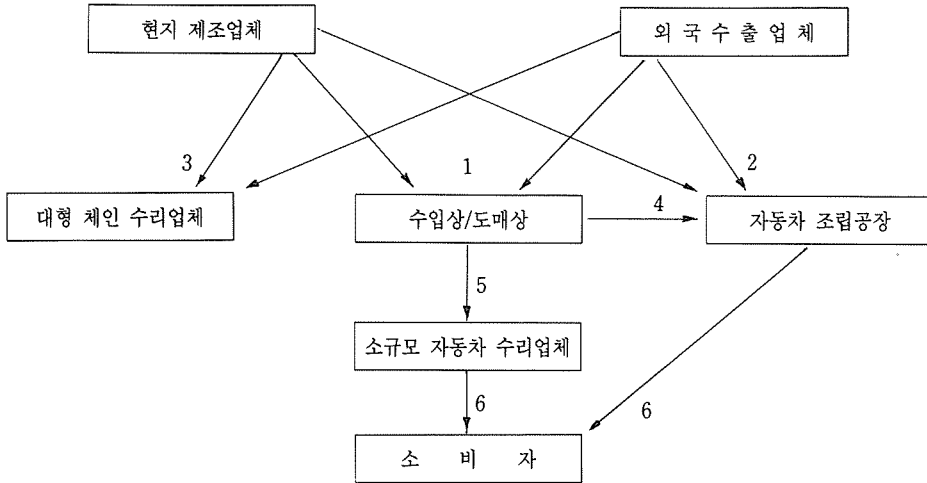 현지 제조업체
외 국 수 출 업 체
3
1
2
대형 체인 수리업체
수입상/도매상
4
자동차 조립공장
5
소규모 자동차 수리업체
6
6
소 비 자